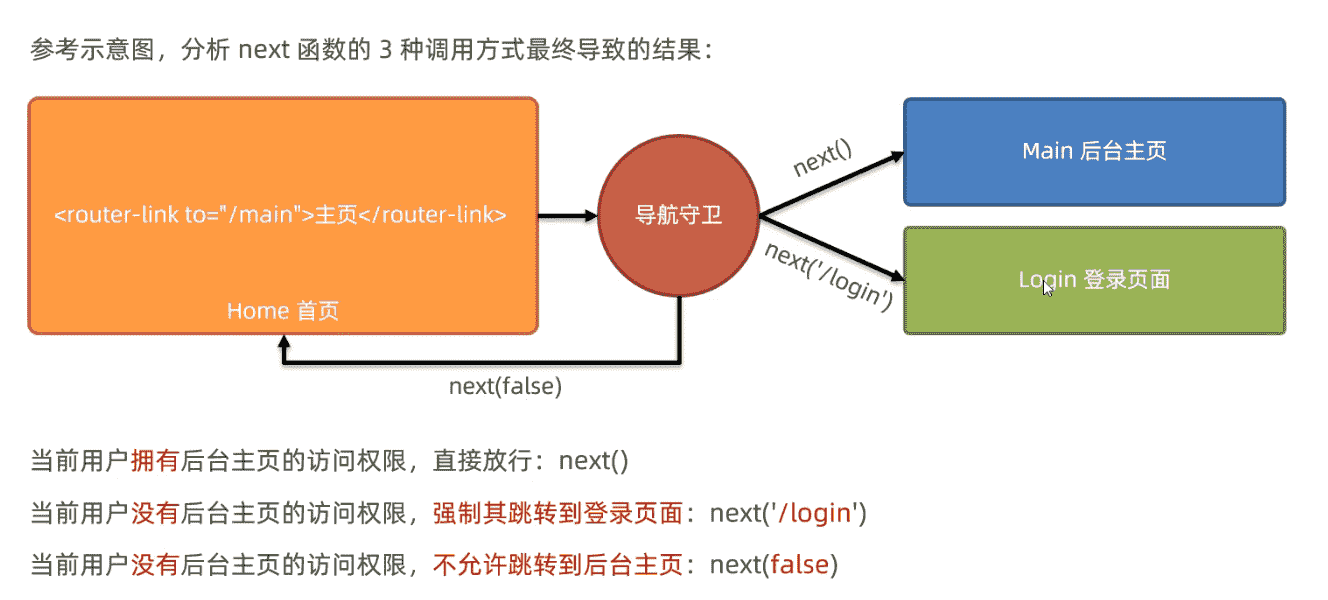 参考示意图，分析 next 函数的 3 种调用方式最终导致的结果：
<router-link to="/main">主页</router-link>
Home 首页
导航守卫
next()
Main 后台主页
next('/login')
Login 登录页面
next(false)
当前用户拥有后台主页的访问权限，直接放行：next()
当前用户没有后台主页的访问权限，强制其跳转到登录页面：next('/login')
当前用户没有后台主页的访问权限，不允许跳转到后台主页：next(false)